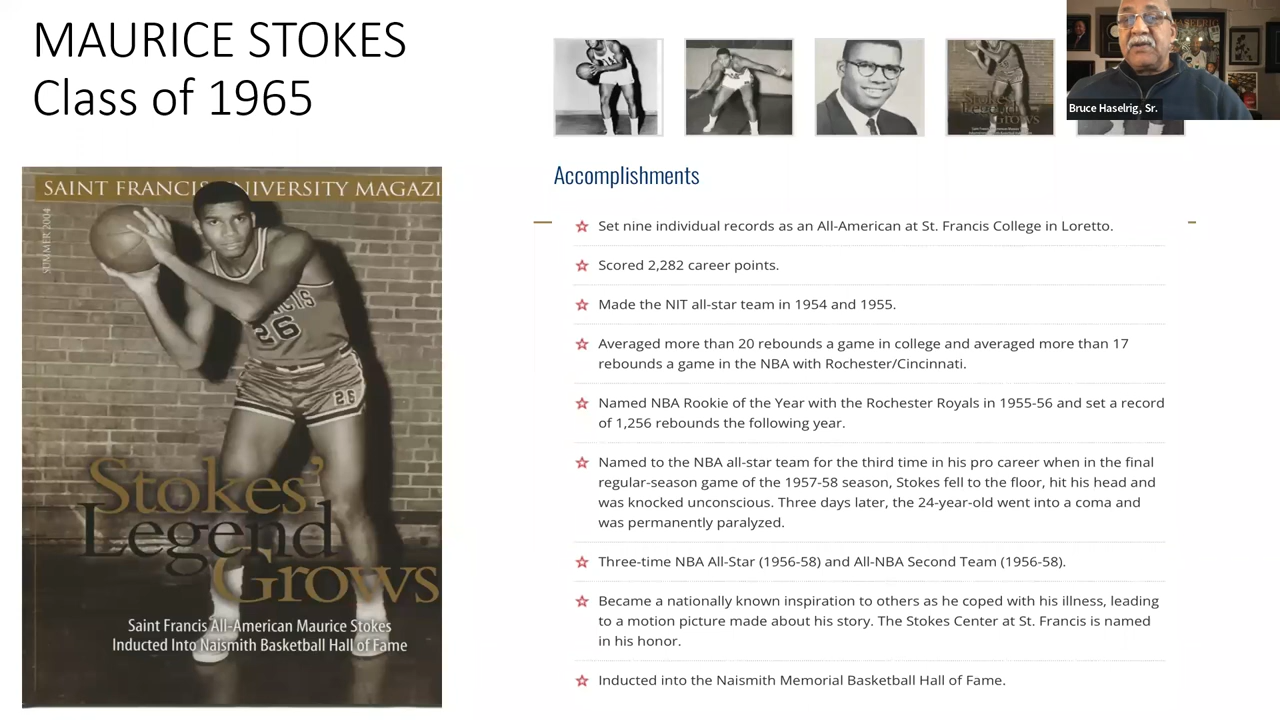 MAURICE STOKES
Class of 1965
Bruce Haselrig, Sr.
SAINT FRANCIS UNIVERSITY MAGAZI
SUMMER 2004
26
26
Stokes'
Legend
Grows
Saint Francis All-American Maurice Stokes
Inducted Into Naismith Basketball Hall of Fame
Accomplishments
Set nine individual records as an All-American at St. Francis College in Loretto.
Scored 2,282 career points.
Made the NIT all-star team in 1954 and 1955.
Averaged more than 20 rebounds a game in college and averaged more than 17
rebounds a game in the NBA with Rochester/Cincinnati.
Named NBA Rookie of the Year with the Rochester Royals in 1955-56 and set a record
of 1,256 rebounds the following year.
Named to the NBA all-star team for the third time in his pro career when in the final
regular-season game of the 1957-58 season, Stokes fell to the floor, hit his head and
was knocked unconscious. Three days later, the 24-year-old went into a coma and
was permanently paralyzed.
Three-time NBA All-Star (1956-58) and All-NBA Second Team (1956-58).
Became a nationally known inspiration to others as he coped with his illness, leading
to a motion picture made about his story. The Stokes Center at St. Francis is named
in his honor.
Inducted into the Naismith Memorial Basketball Hall of Fame.